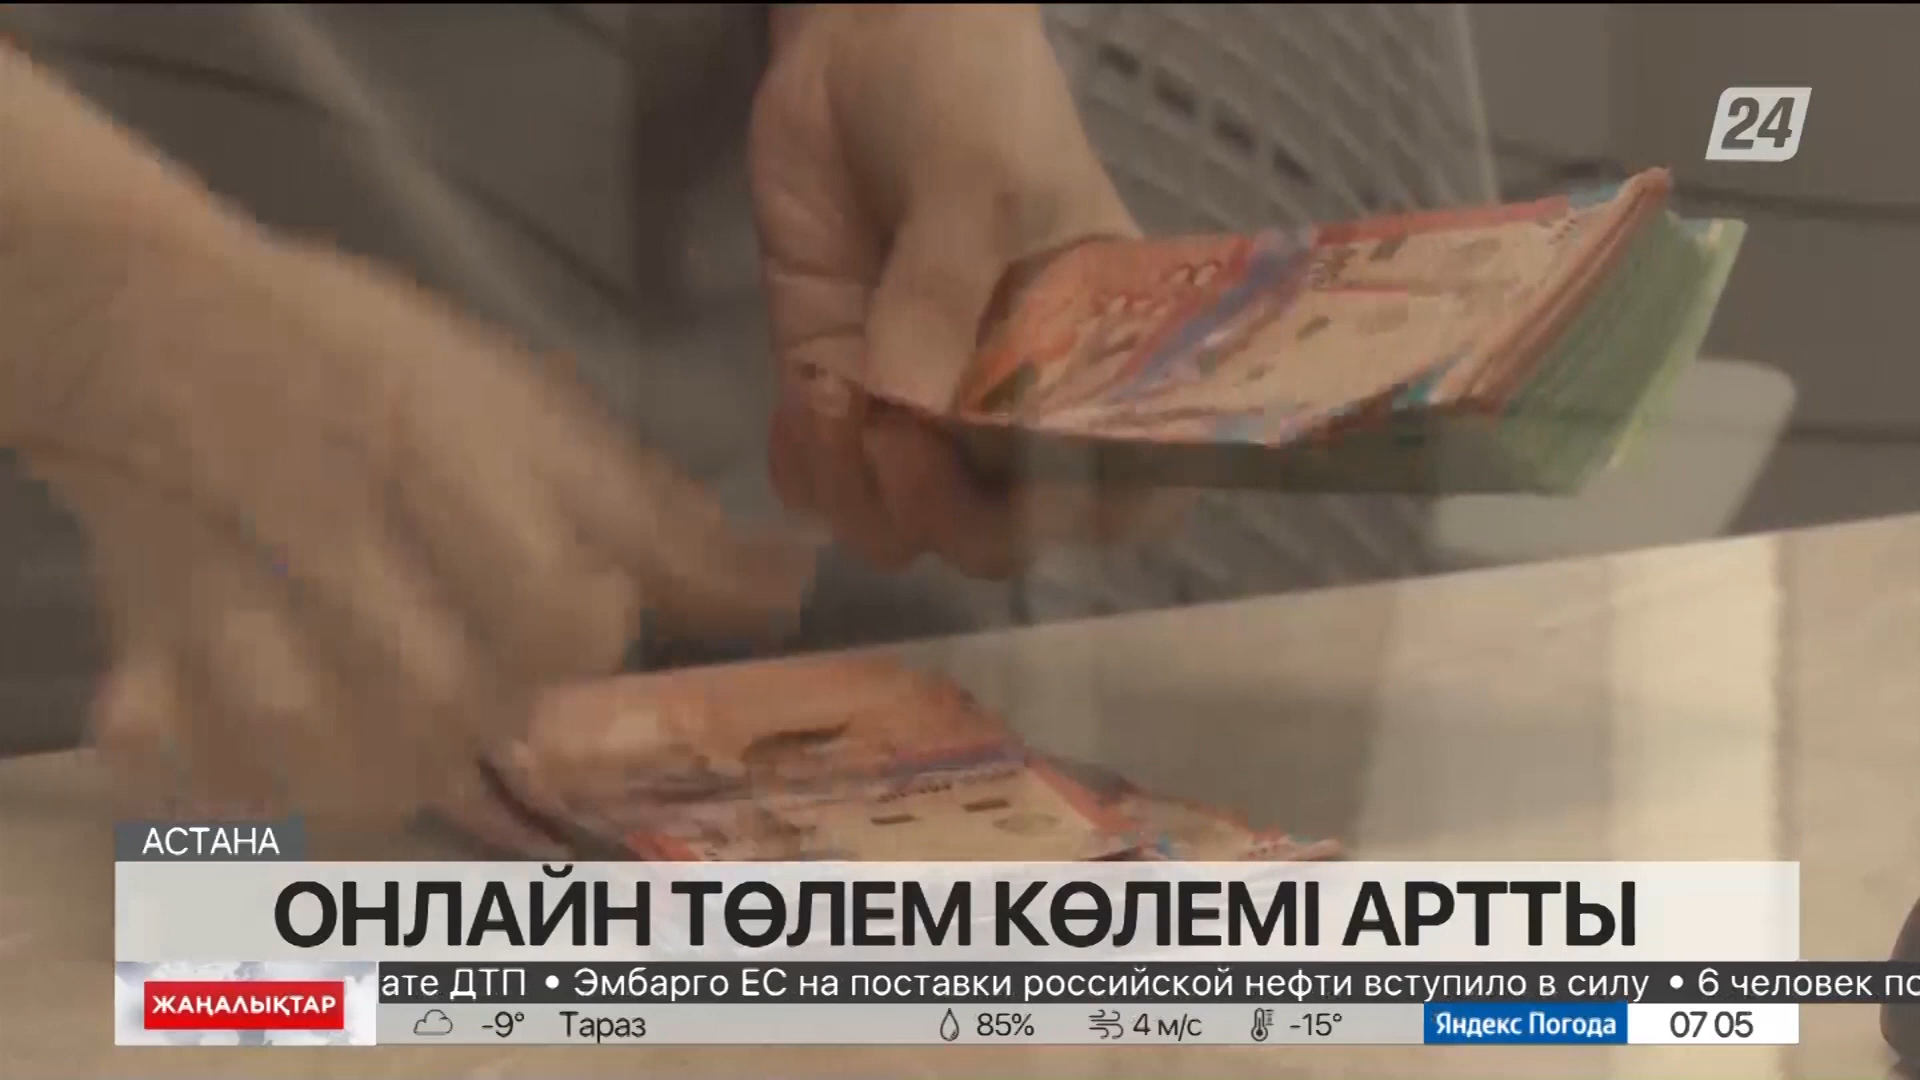 24
АСТАНА
ОНЛАЙН ТӨЛЕМ КӨЛЕМІ АРТТЫ
ЖАҢАЛЫҚТАР
ате ДТП • Эмбарго ЕС на поставки российской нефти вступило в силу • 6 человек по
-9° Тараз 85% 4 м/с -15° Яндекс Погода 07 05